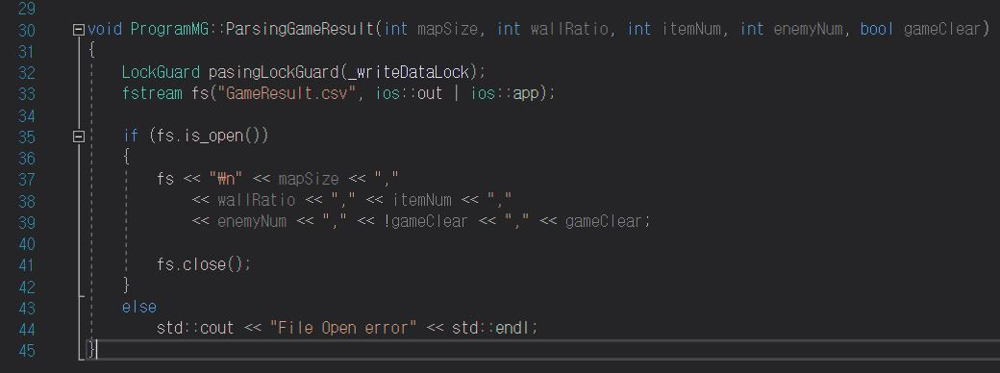 29
30 void ProgramMG::ParsingGameResult(int mapSize, int wallRatio, int itemNum, int enemyNum, bool gameClear)
31 {
32 LockGuard pasingLockGuard(_writeDataLock);
33 fstream fs("GameResult.csv", ios::out | ios::app);
34
35 if (fs.is_open())
36 {
37 fs << "₩n" << mapSize << ","
38 << wallRatio << "," << itemNum << ","
39 << enemyNum << "," << !gameClear << "," << gameClear;
40
41 fs.close();
42 }
43 else
44 std::cout << "File Open error" << std::endl;
45 }